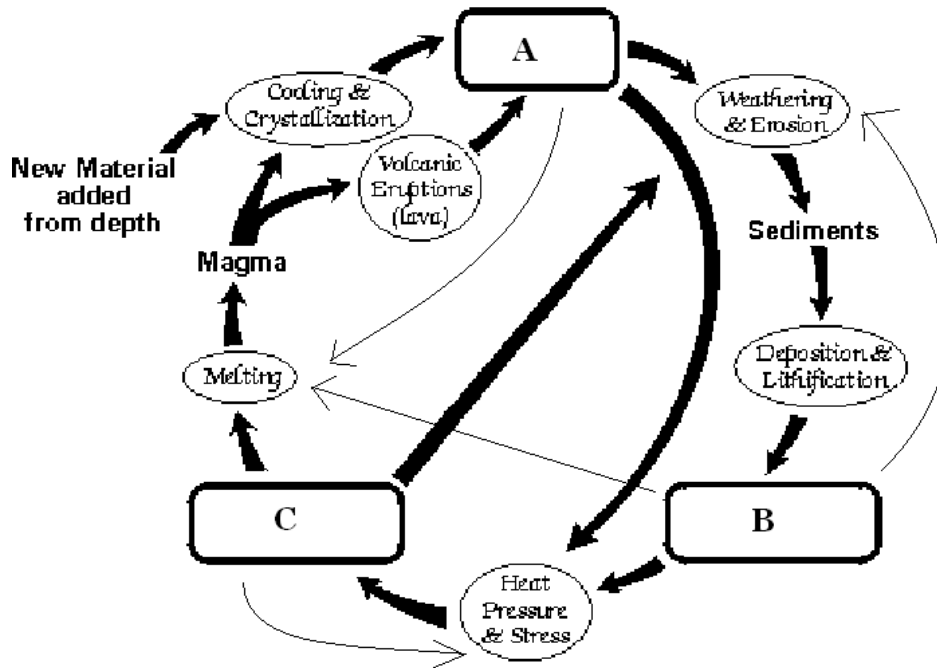 A
Cooling &
Crystallization
Weathering
& Erosion
New Material
added
from depth
Volcanic
Eruptions
(lava)
Sediments
Magma
Melting
Deposition &
Lithification
C
B
Heat
Pressure
& Stress